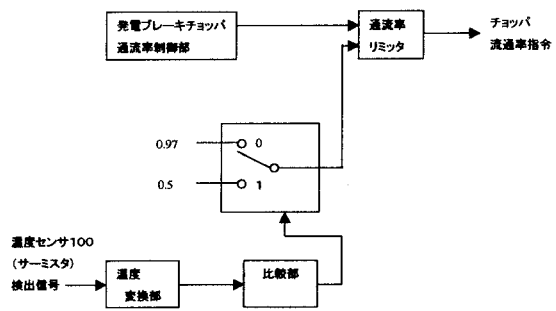 発電ブレーキチョッパ
通流率制御部
通流率
リミッタ
チョッパ
流通率指令
0.97
0
0.5
1
温度センサ100
(サーミスタ)
検出信号
温度
変換部
比較部